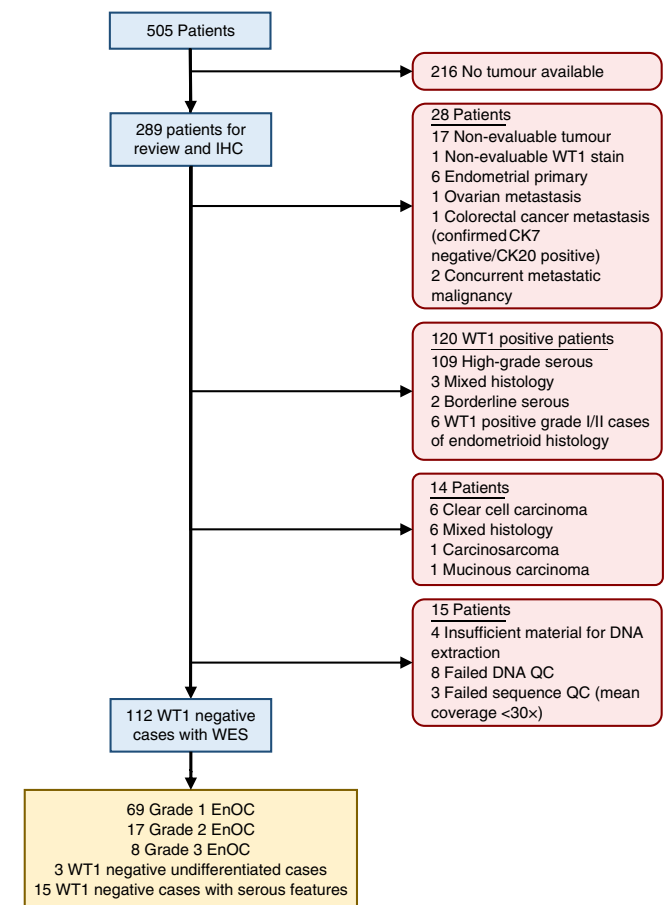 505 Patients
216 No tumour available
289 patients for
review and IHC
28 Patients
17 Non-evaluable tumour
1 Non-evaluable WT1 stain
6 Endometrial primary
1 Ovarian metastasis
1 Colorectal cancer metastasis
(confirmed CK7
negative/CK20 positive)
2 Concurrent metastatic
malignancy
120 WT1 positive patients
109 High-grade serous
3 Mixed histology
2 Borderline serous
6 WT1 positive grade I/II cases
of endometrioid histology
14 Patients
6 Clear cell carcinoma
6 Mixed histology
1 Carcinosarcoma
1 Mucinous carcinoma
15 Patients
4 Insufficient material for DNA
extraction
8 Failed DNA QC
3 Failed sequence QC (mean
coverage <30×)
112 WT1 negative
cases with WES
69 Grade 1 EnOC
17 Grade 2 EnOC
8 Grade 3 EnOC
3 WT1 negative undifferentiated cases
15 WT1 negative cases with serous features